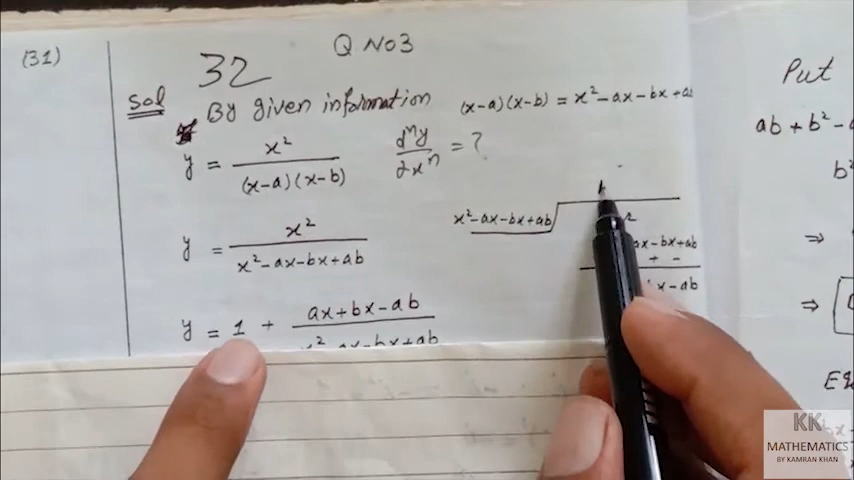 (31)
Q No3
32
Sol
By given information
(x-a)(x-b) = x² - ax - bx + ab
y = x² / (x-a)(x-b)
dⁿy / dxⁿ = ?
y = x² / x² - ax - bx + ab
x² - ax - bx + ab
ax - bx + ab
+ -
x - ab
y = 1 + ax + bx - ab / x² - ax - bx + ab
Put
ab + b² - a
b²
⇒
⇒
KK
MATHEMATICS
BY KAMRAN KHAN